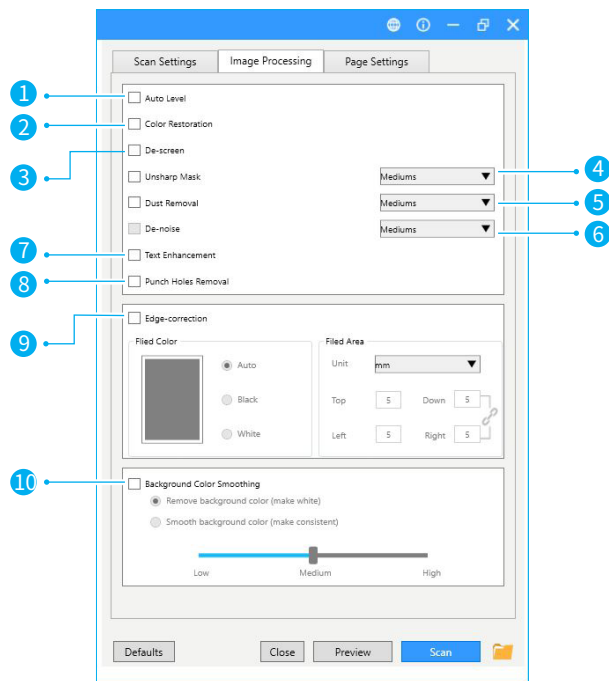 Scan Settings Image Processing Page Settings
1 Auto Level
2 Color Restoration
3 De-screen
Unsharp Mask Mediums 4
Dust Removal Mediums 5
De-noise Mediums 6
7 Text Enhancement
8 Punch Holes Removal
9 Edge-correction
Flied Color Filed Area
Auto Unit mm
Black Top 5 Down 5
White Left 5 Right 5
10 Background Color Smoothing
Remove background color (make white)
Smooth background color (make consistent)
Low Medium High
Defaults Close Preview Scan